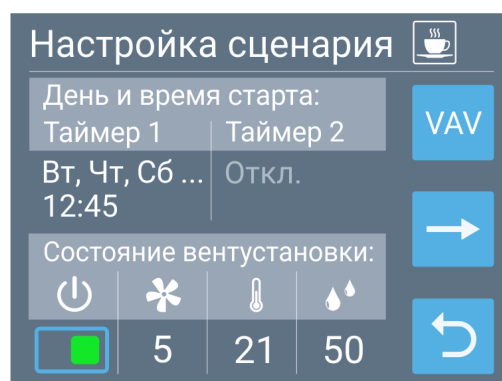 Настройка сценария
День и время старта:
Таймер 1 Таймер 2
VAV
Вт, Чт, Сб ... Откл.
12:45
Состояние вентустановки:
5 21 50